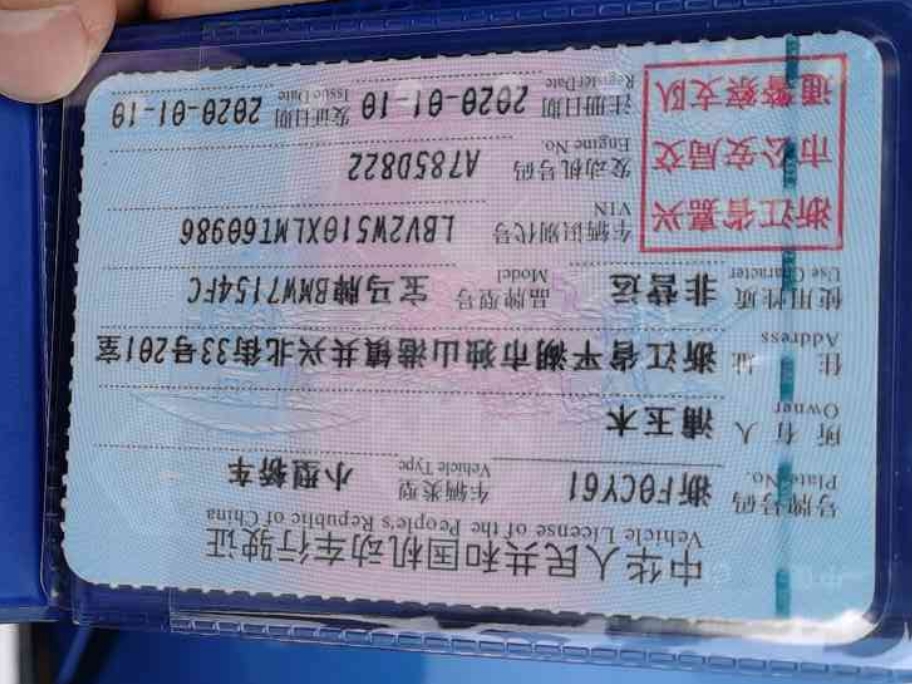 中华人民共和国机动车行驶证
Vehicle License of the People's Republic of China
号牌号码 浙F0CY61 车辆类型 小型轿车
Plate No. Vehicle Type
所有人 浦玉木
Owner
住址 浙江省平湖市独山港镇共兴北街33号201室
Address
使用性质 非营运 品牌型号 宝马牌BMW7154FC
Use Character Model
浙江省嘉兴
市公安局交
通警察支队
车辆识别代号 LBV2W510XLMT60986
VIN
发动机号码 A785D822
Engine No.
注册日期 2020-01-10 发证日期 2020-01-10
Register Date Issue Date